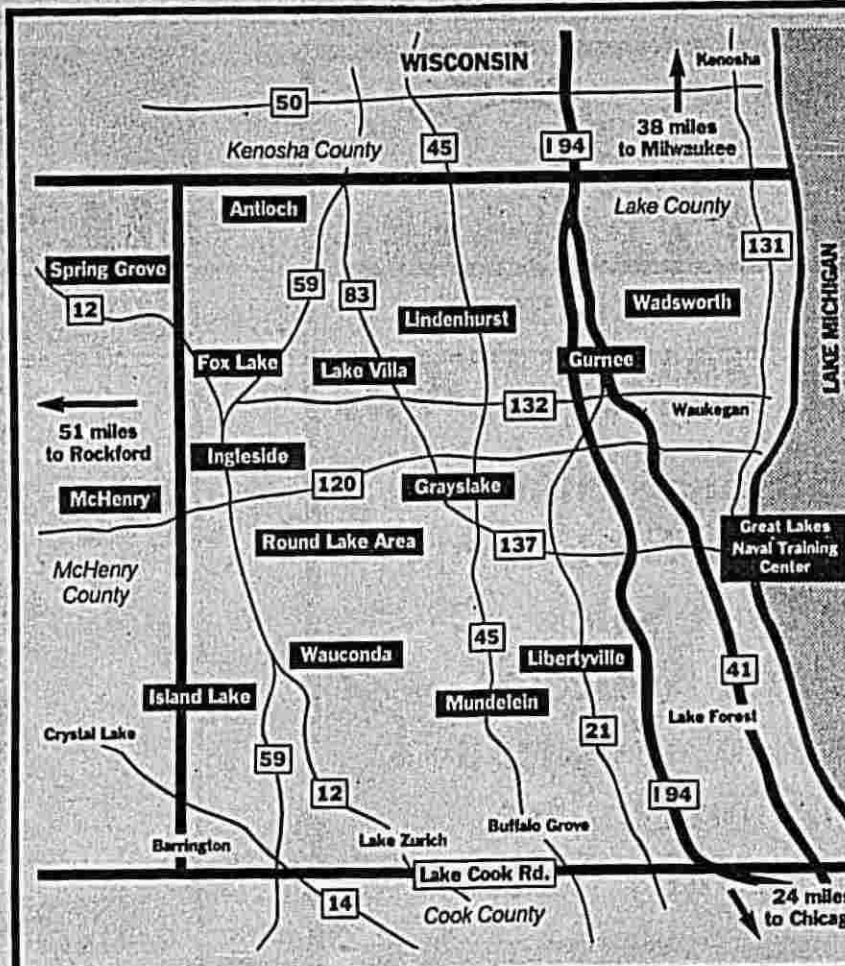 WISCONSIN
Kenosha
50
38 miles
to Milwaukee
Kenosha County
45
I 94
Antioch
Lake County
131
Spring Grove
12
59
83
Lindenhurst
Wadsworth
LAKE MICHIGAN
Fox Lake
Lake Villa
Gurnee
132
Waukegan
51 miles
to Rockford
Ingleside
McHenry
120
Grayslake
Great Lakes
Naval Training
Center
Round Lake Area
137
McHenry
County
45
Wauconda
Libertyville
41
Island Lake
Mundelein
Lake Forest
Crystal Lake
21
59
12
I 94
Buffalo Grove
Barrington
Lake Zurich
Lake Cook Rd.
14
Cook County
24 miles
to Chicag